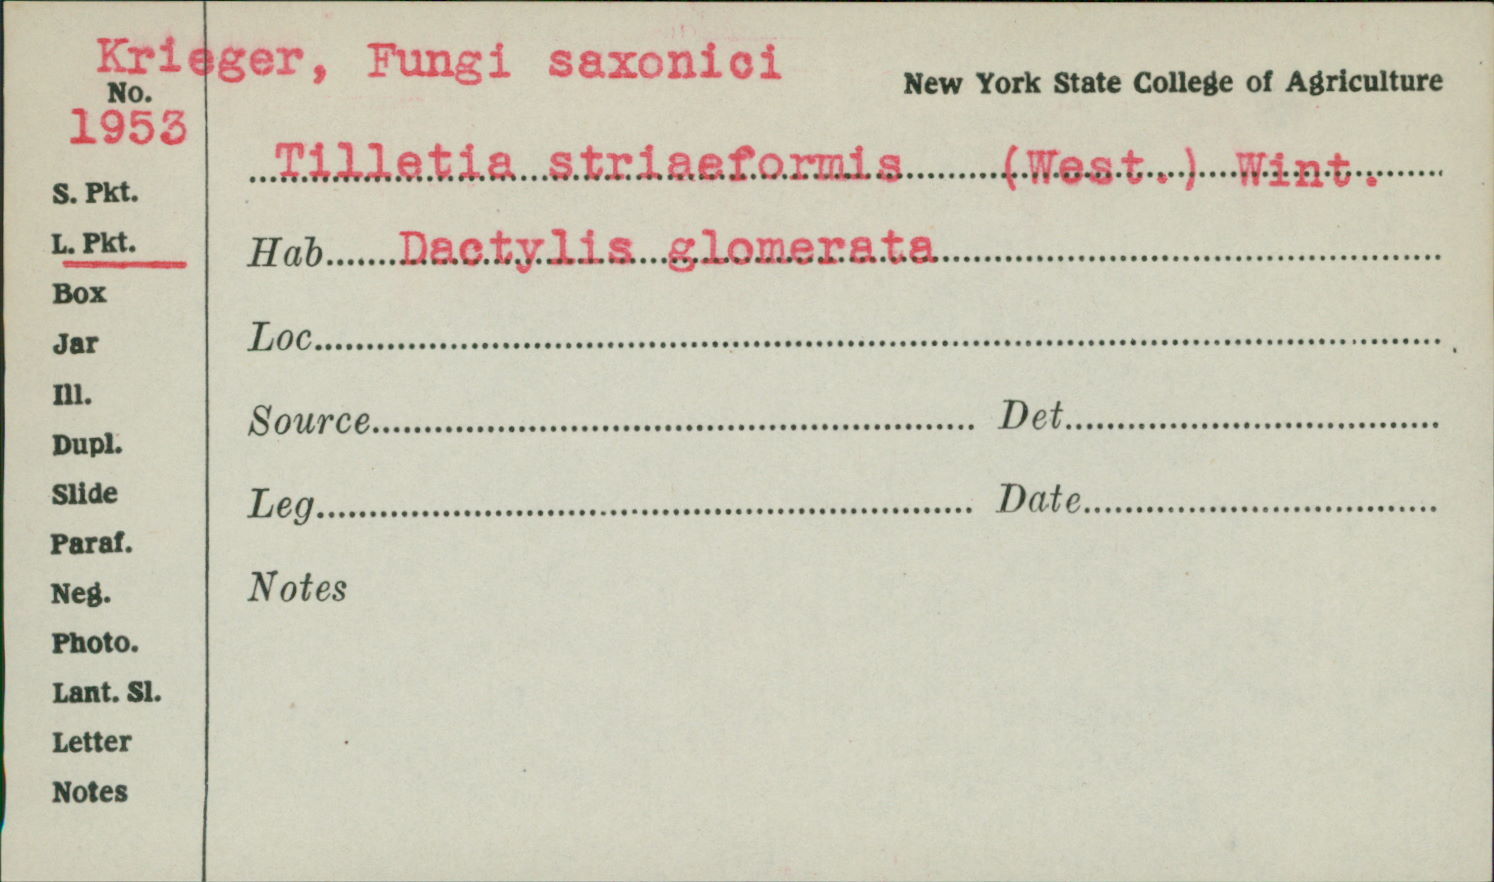 Krieger, Fungi saxonici
New York State College of Agriculture
No.
1953
Tilletia striaeformis (West.) Wint.
S. Pkt.
L. Pkt.
Hab. Dactylis glomerata
Box
Jar
Loc.
Ill.
Source Det.
Dupl.
Slide
Leg. Date
Paraf.
Neg.
Notes
Photo.
Lant. Sl.
Letter
Notes